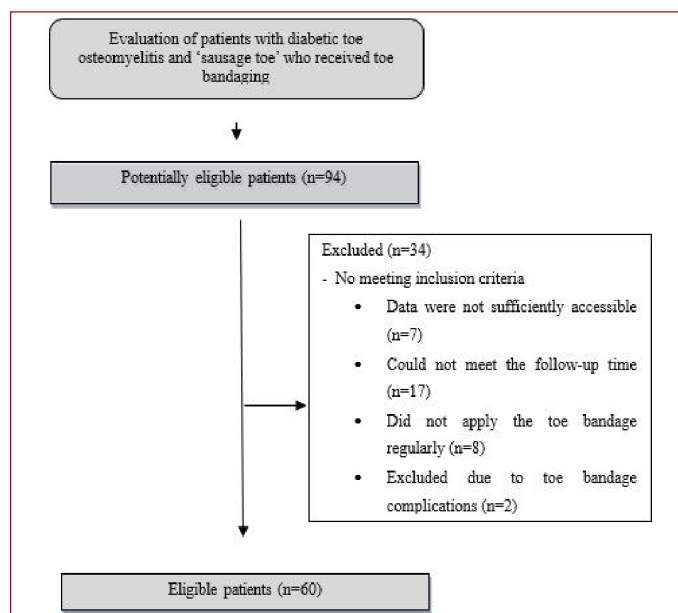 Evaluation of patients with diabetic toe
osteomyelitis and ‘sausage toe’ who received toe
bandaging
Potentially eligible patients (n=94)
Excluded (n=34)
- No meeting inclusion criteria
• Data were not sufficiently accessible
(n=7)
• Could not meet the follow-up time
(n=17)
• Did not apply the toe bandage
regularly (n=8)
• Excluded due to toe bandage
complications (n=2)
Eligible patients (n=60)